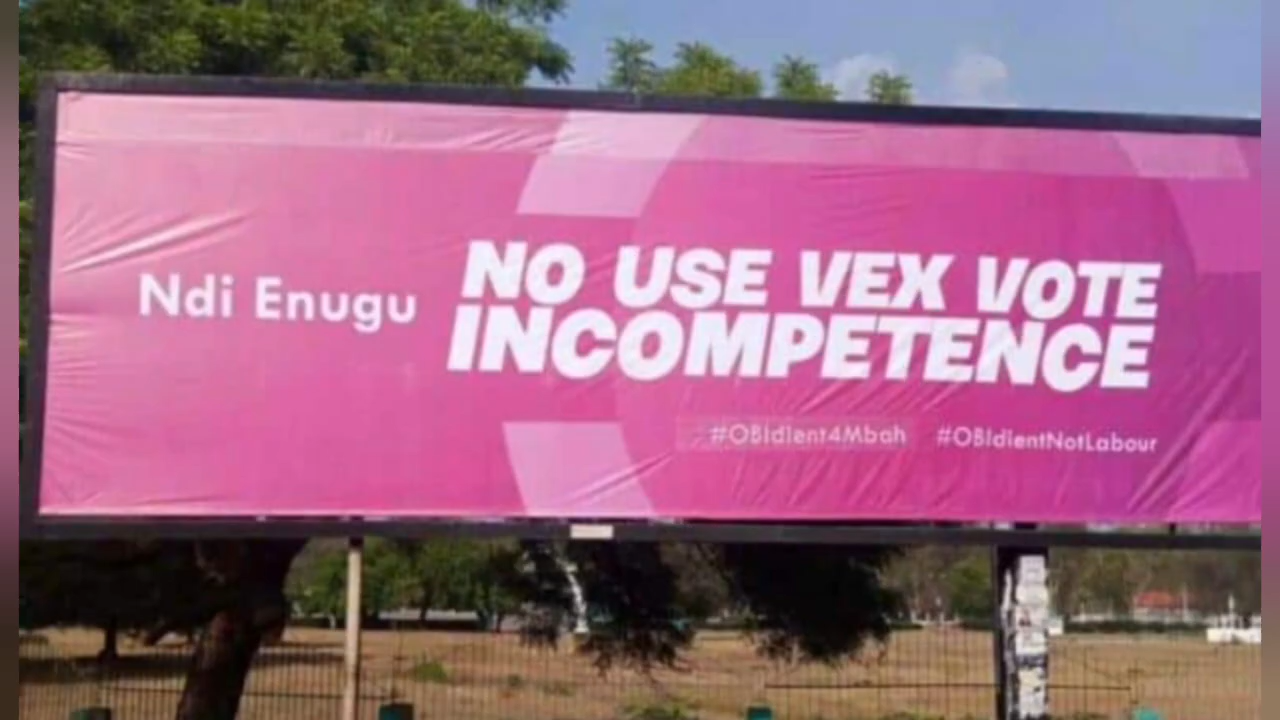 Ndi Enugu
NO USE VEX VOTE
INCOMPETENCE
#OBIdient4Mbah #OBIdientNotLabour